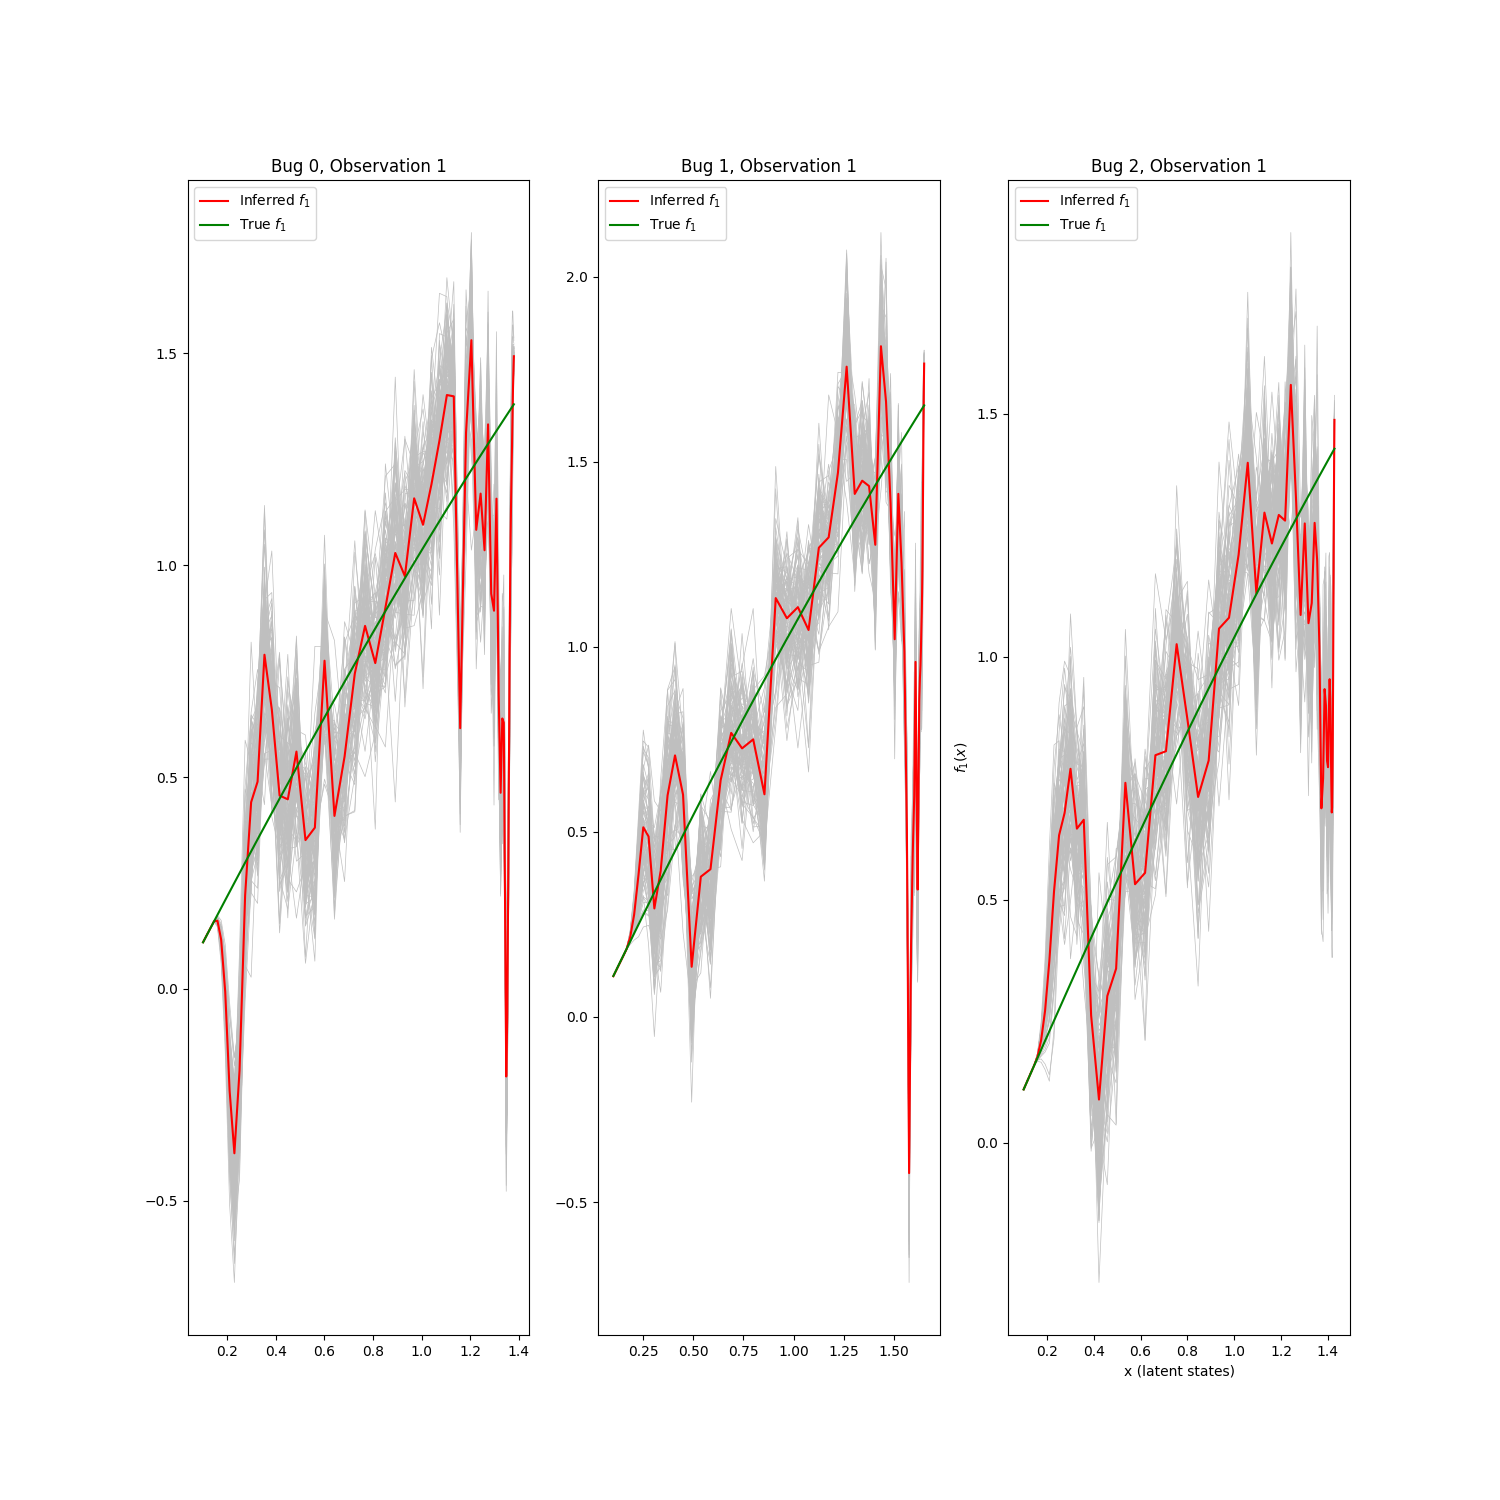 Bug 0, Observation 1
Inferred f₁
True f₁
1.5
1.0
0.5
0.0
−0.5
0.2 0.4 0.6 0.8 1.0 1.2 1.4
Bug 1, Observation 1
Inferred f₁
True f₁
2.0
1.5
1.0
0.5
0.0
−0.5
0.25 0.50 0.75 1.00 1.25 1.50
Bug 2, Observation 1
Inferred f₁
True f₁
f₁(x)
1.5
1.0
0.5
0.0
0.2 0.4 0.6 0.8 1.0 1.2 1.4
x (latent states)